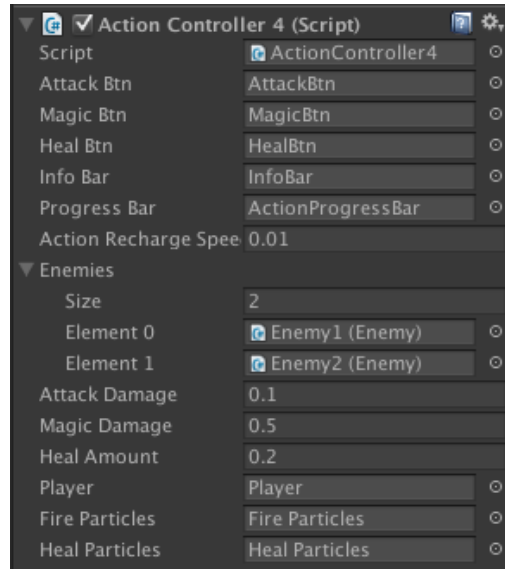 Action Controller 4 (Script)
Script ActionController4
Attack Btn AttackBtn
Magic Btn MagicBtn
Heal Btn HealBtn
Info Bar InfoBar
Progress Bar ActionProgressBar
Action Recharge Spee 0.01
Enemies
Size 2
Element 0 Enemy1 (Enemy)
Element 1 Enemy2 (Enemy)
Attack Damage 0.1
Magic Damage 0.5
Heal Amount 0.2
Player Player
Fire Particles Fire Particles
Heal Particles Heal Particles